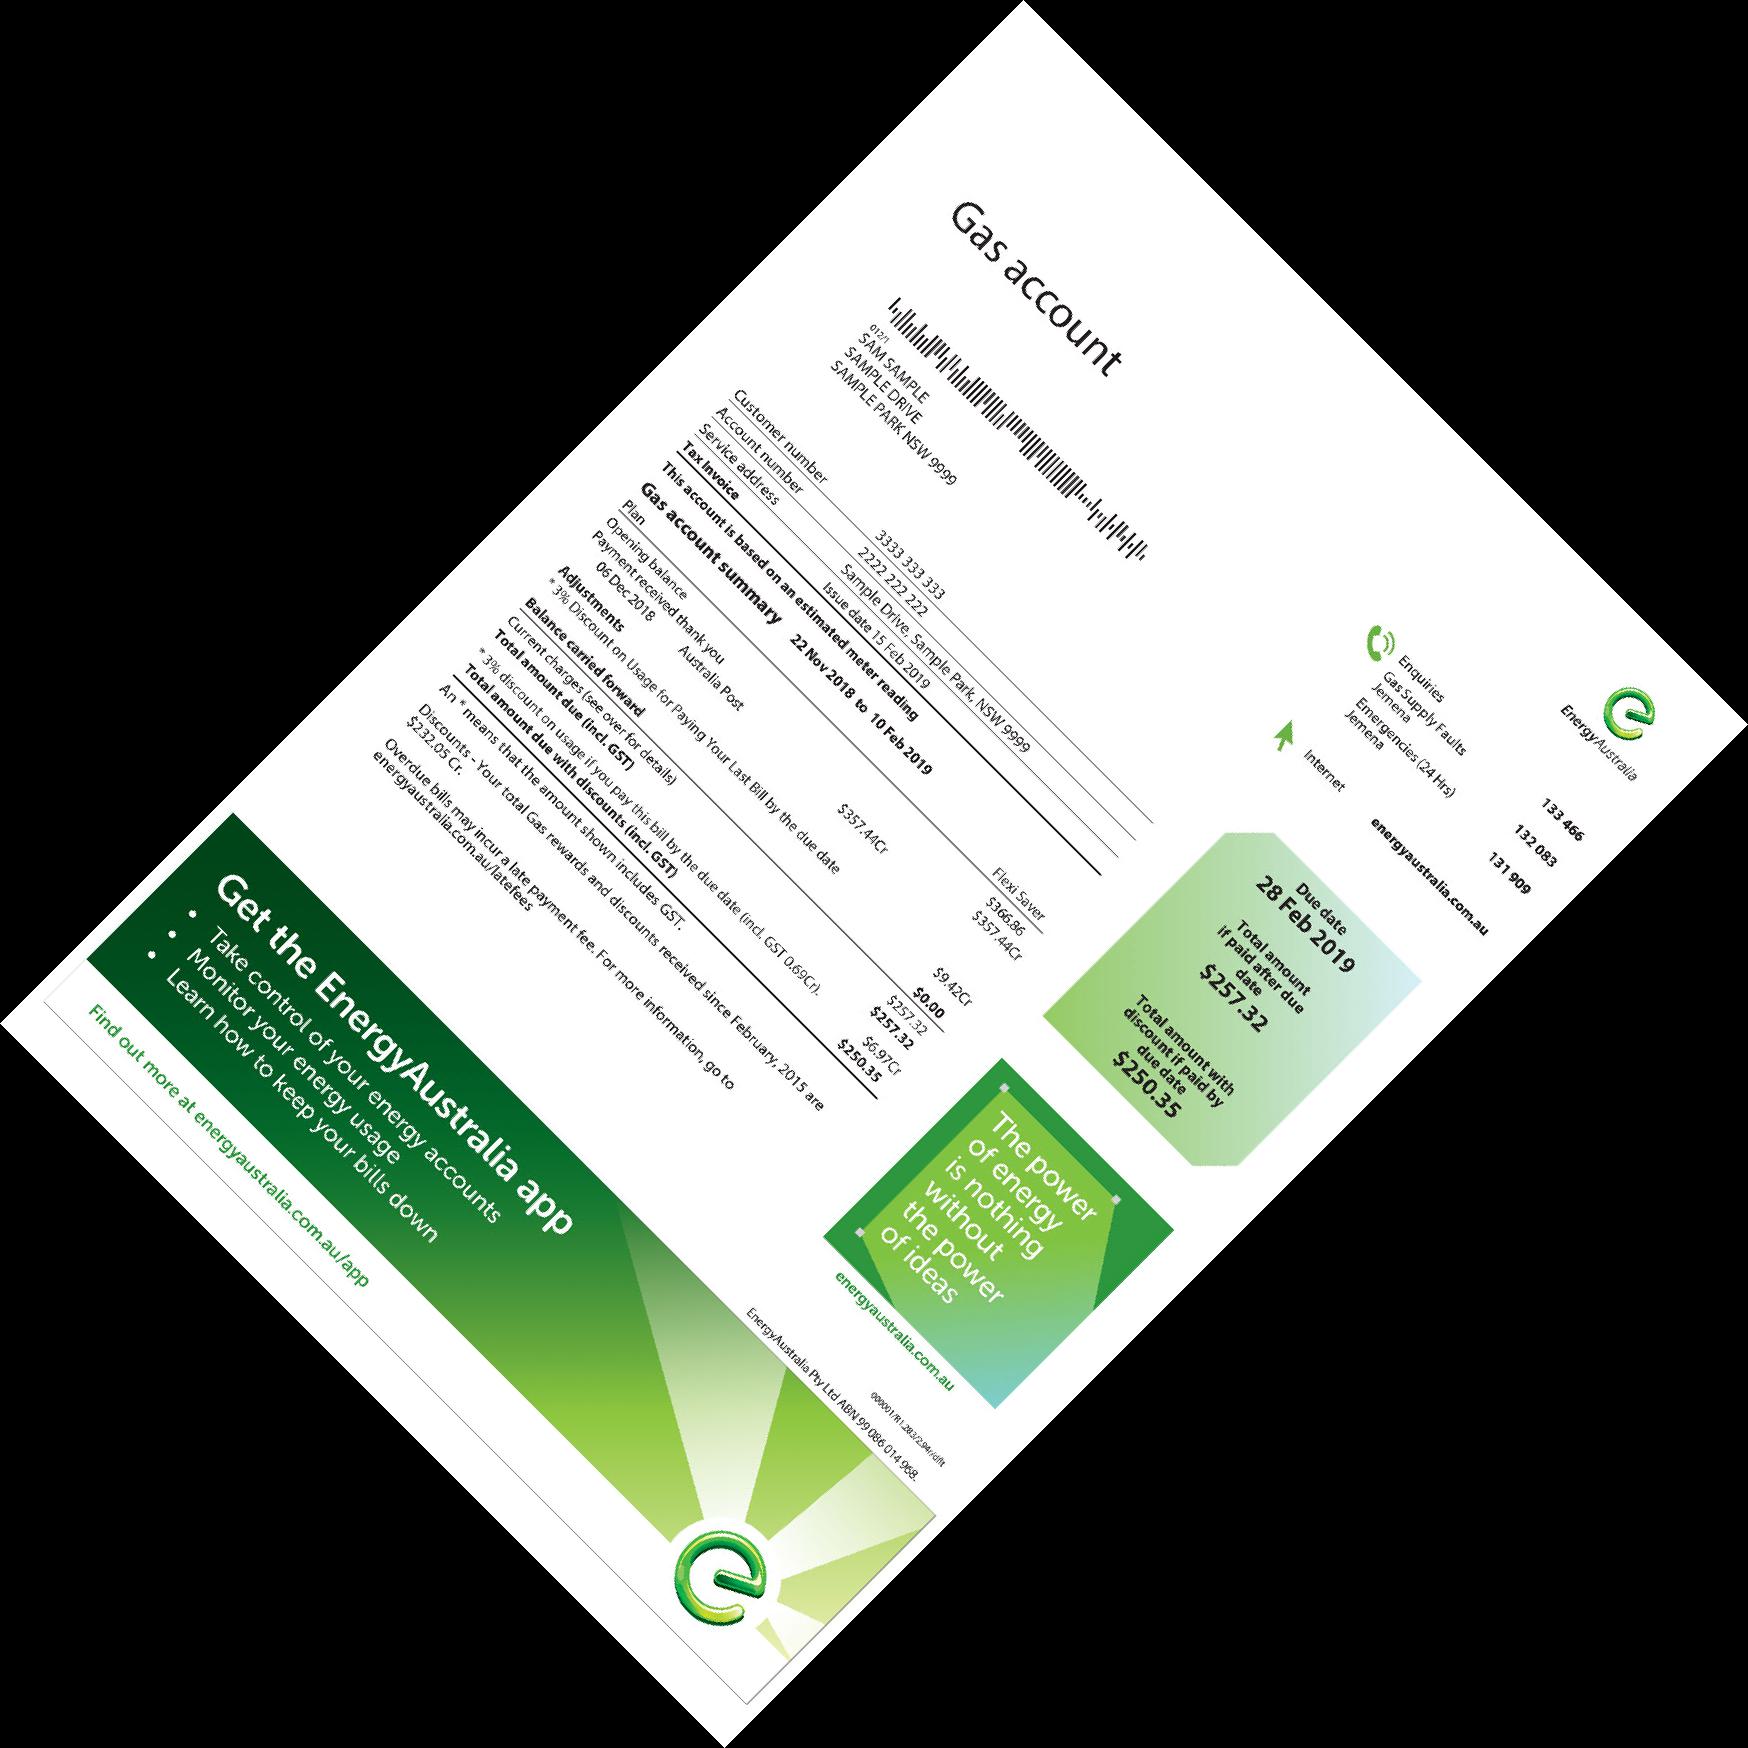 Gas account
EnergyAustralia
012/1
SAM SAMPLE
SAMPLE DRIVE
SAMPLE PARK NSW 9999
Enquiries 133 466
Gas Supply Faults
Jemena 132 083
Emergencies (24 Hrs)
Jemena 131 909
Internet energyaustralia.com.au
Customer number 3333 333 333
Account number 2222 222 222
Service address Sample Drive, Sample Park, NSW 9999
Tax Invoice Issue date 15 Feb 2019
This account is based on an estimated meter reading
Gas account summary 22 Nov 2018 to 10 Feb 2019
Plan Flexi Saver
Opening balance $366.86
Payment received thank you $357.44Cr
06 Dec 2018 Australia Post $357.44Cr
Adjustments
* 3% Discount on Usage for Paying Your Last Bill by the due date $9.42Cr
Balance carried forward $0.00
Current charges (see over for details) $257.32
Total amount due (incl. GST) $257.32
* 3% discount on usage if you pay this bill by the due date (incl. GST 0.69Cr). $6.97Cr
Total amount due with discounts (incl. GST) $250.35
An * means that the amount shown includes GST.
Discounts - Your total Gas rewards and discounts received since February, 2015 are
$232.05 Cr.
Overdue bills may incur a late payment fee. For more information, go to
energyaustralia.com.au/latefees
Due date
28 Feb 2019
Total amount
if paid after due
date
$257.32
Total amount with
discount if paid by
due date
$250.35
The power
of energy
is nothing
without
the power
of ideas
energyaustralia.com.au
000001/R1.283/2.94r/dflt
EnergyAustralia Pty Ltd ABN 99 086 014 968.
Get the EnergyAustralia app
• Take control of your energy accounts
• Monitor your energy usage
• Learn how to keep your bills down
Find out more at energyaustralia.com.au/app